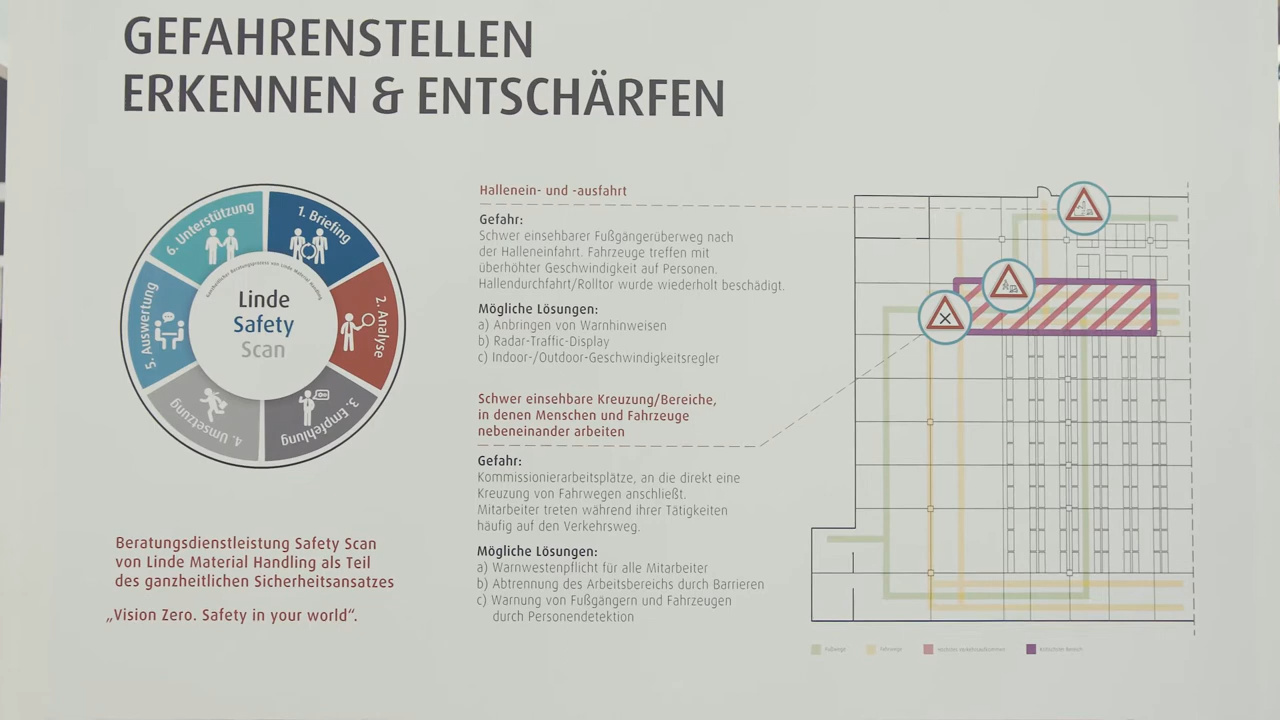 GEFAHRENSTELLEN
ERKENNEN & ENTSCHÄRFEN
1. Briefing
2. Analyse
3. Empfehlung
4. Umsetzung
5. Auswertung
6. Unterstützung
Linde
Safety
Scan
Beratungsdienstleistung Safety Scan
von Linde Material Handling als Teil
des ganzheitlichen Sicherheitsansatzes
„Vision Zero. Safety in your world“.
Hallenein- und -ausfahrt
Gefahr:
Schwer einsehbarer Fußgängerüberweg nach
der Halleneinfahrt. Fahrzeuge treffen mit
überhöhter Geschwindigkeit auf Personen.
Hallendurchfahrt/Rolltor wurde wiederholt beschädigt.
Mögliche Lösungen:
a) Anbringen von Warnhinweisen
b) Radar-Traffic-Display
c) Indoor-/Outdoor-Geschwindigkeitsregler
Schwer einsehbare Kreuzung/Bereiche,
in denen Menschen und Fahrzeuge
nebeneinander arbeiten
Gefahr:
Kommissionierarbeitsplätze, an die direkt eine
Kreuzung von Fahrwegen anschließt.
Mitarbeiter treten während ihrer Tätigkeiten
häufig auf den Verkehrsweg.
Mögliche Lösungen:
a) Warnwestenpflicht für alle Mitarbeiter
b) Abtrennung des Arbeitsbereichs durch Barrieren
c) Warnung von Fußgängern und Fahrzeugen
durch Personendetektion
Fußwege
Fahrwege